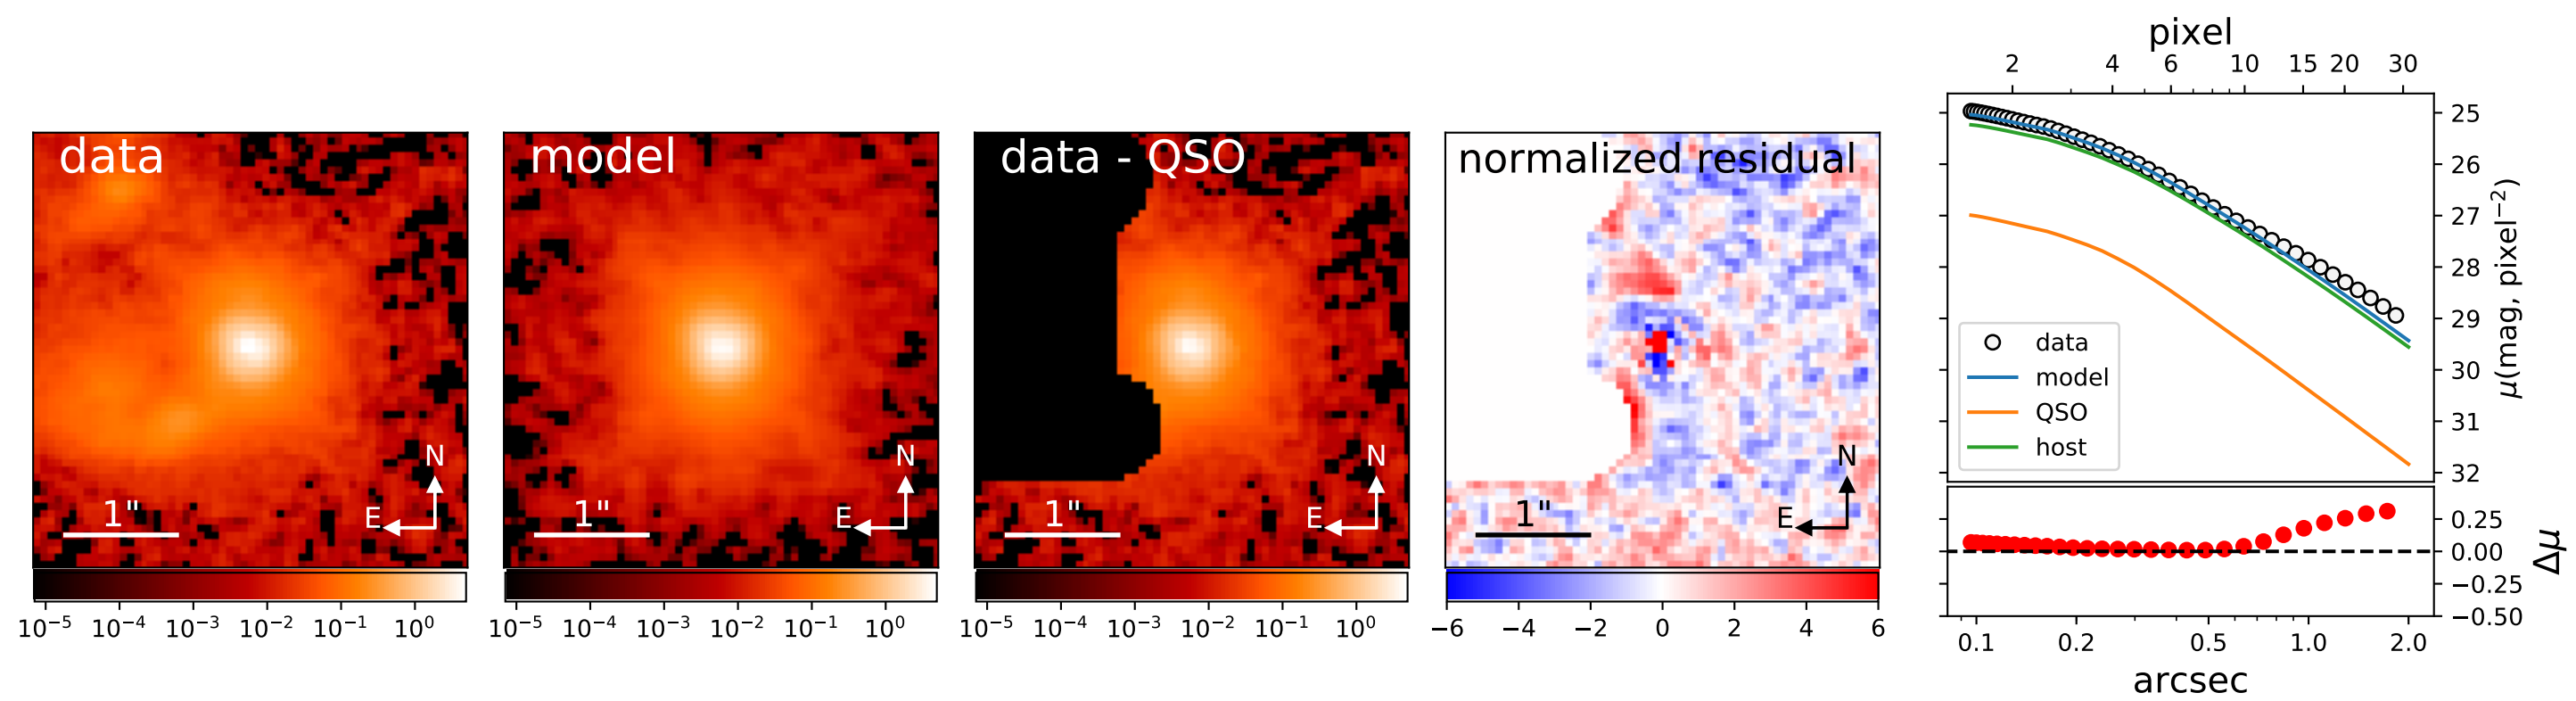 data
N
E
1"
10⁻⁵ 10⁻⁴ 10⁻³ 10⁻² 10⁻¹ 10⁰
model
N
E
1"
10⁻⁵ 10⁻⁴ 10⁻³ 10⁻² 10⁻¹ 10⁰
data - QSO
N
E
1"
10⁻⁵ 10⁻⁴ 10⁻³ 10⁻² 10⁻¹ 10⁰
normalized residual
N
E
1"
−6 −4 −2 0 2 4 6
pixel
2 4 6 10 15 20 30
25
26
27
28
29
30
31
32
μ(mag, pixel⁻²)
data
model
QSO
host
0.25
0.00
−0.25
−0.50
Δμ
0.1 0.2 0.5 1.0 2.0
arcsec